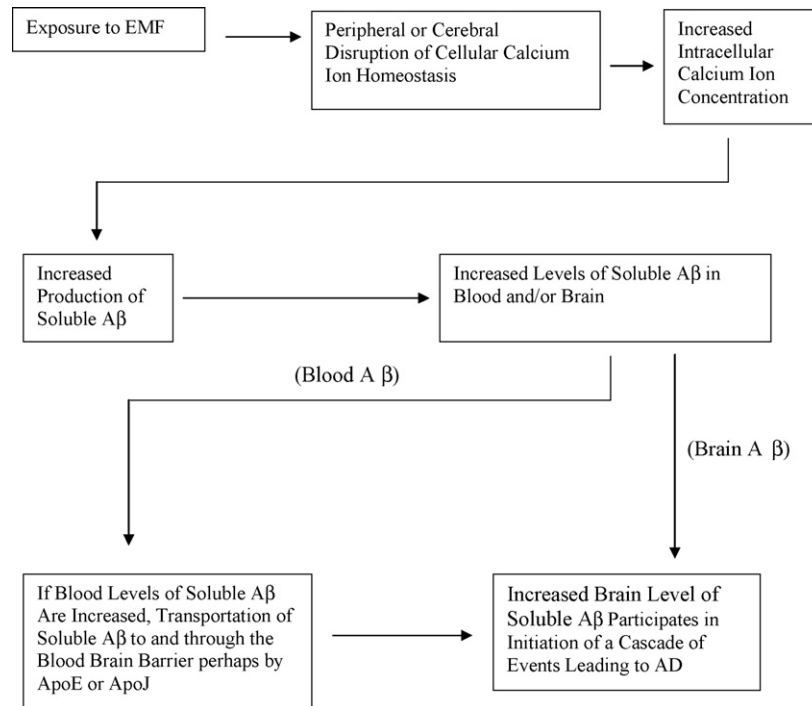 Exposure to EMF
Peripheral or Cerebral
Disruption of Cellular Calcium
Ion Homeostasis
Increased
Intracellular
Calcium Ion
Concentration
Increased
Production of
Soluble Aβ
Increased Levels of Soluble Aβ in
Blood and/or Brain
(Blood A β)
(Brain A β)
If Blood Levels of Soluble Aβ
Are Increased, Transportation of
Soluble Aβ to and through the
Blood Brain Barrier perhaps by
ApoE or ApoJ
Increased Brain Level of
Soluble Aβ Participates in
Initiation of a Cascade of
Events Leading to AD